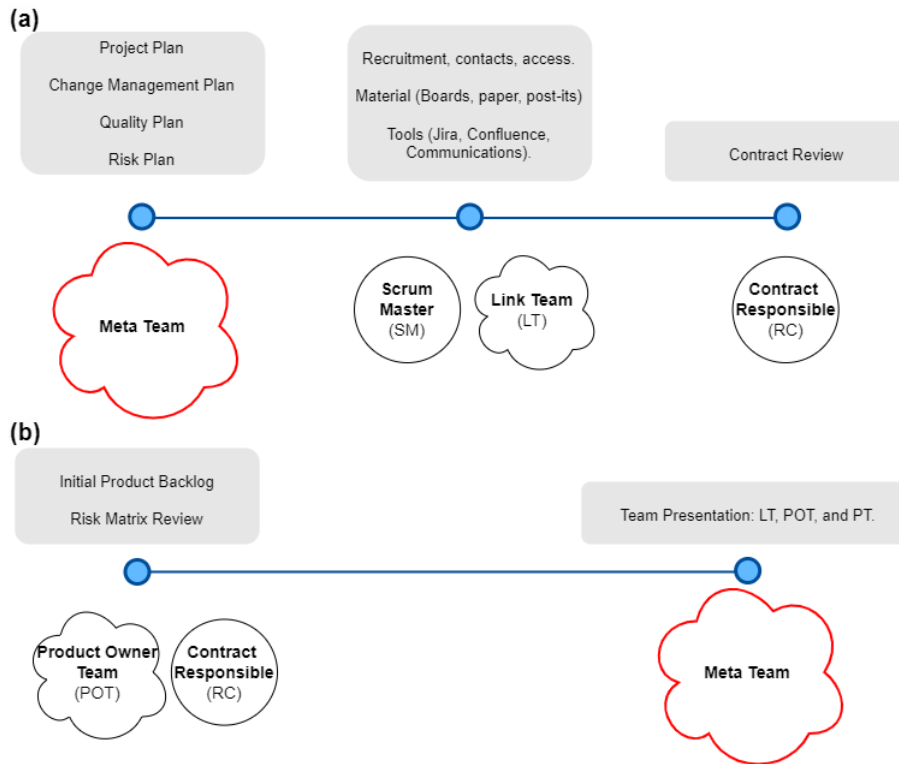 (a)
Project Plan
Change Management Plan
Quality Plan
Risk Plan
Recruitment, contacts, access.
Material (Boards, paper, post-its)
Tools (Jira, Confluence,
Communications).
Contract Review
Meta Team
Scrum
Master
(SM)
Link Team
(LT)
Contract
Responsible
(RC)
(b)
Initial Product Backlog
Risk Matrix Review
Team Presentation: LT, POT, and PT.
Product Owner
Team
(POT)
Contract
Responsible
(RC)
Meta Team